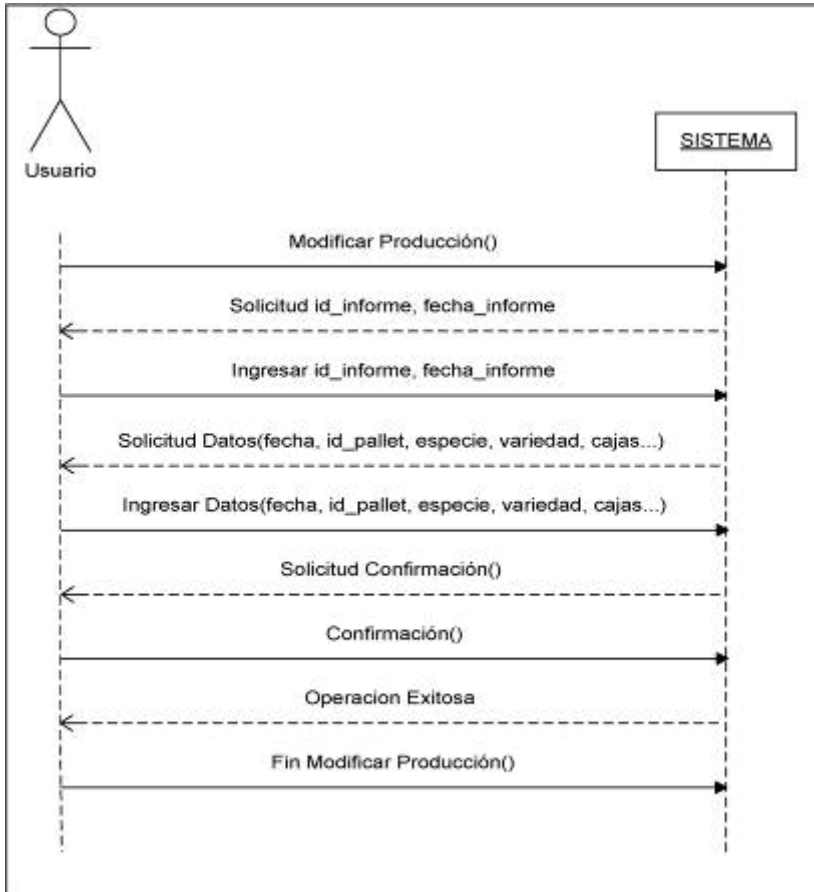 Usuario
SISTEMA
Modificar Producción()
Solicitud id_informe, fecha_informe
Ingresar id_informe, fecha_informe
Solicitud Datos(fecha, id_pallet, especie, variedad, cajas...)
Ingresar Datos(fecha, id_pallet, especie, variedad, cajas...)
Solicitud Confirmación()
Confirmación()
Operacion Exitosa
Fin Modificar Producción()